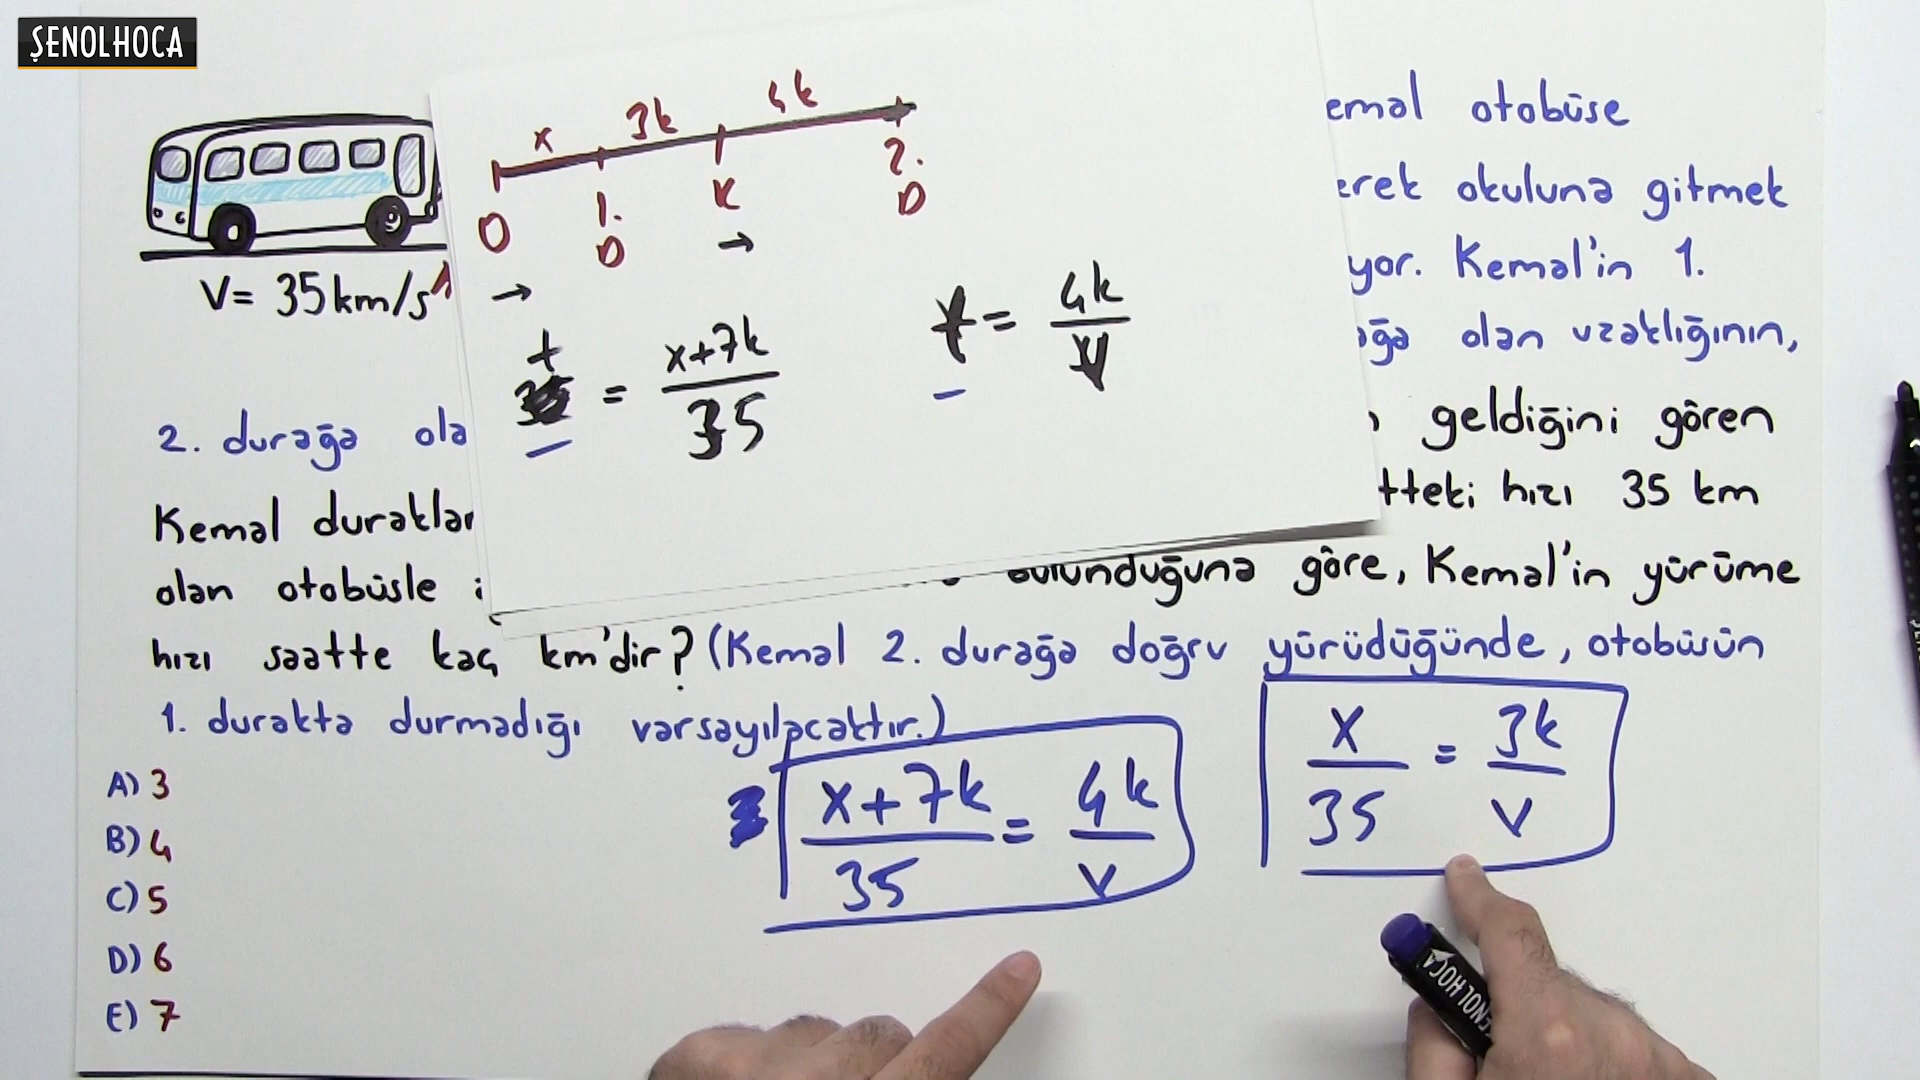 ŞENOLHOCA
x 3k 4k
O 1. D K 2. D
→ →
V= 35km/s
t = x+7k / 35
t = 4k / V
emal otobüse
erek okuluna gitmek
yor. Kemal'in 1.
ağa olan uzaklığının,
2. durağa ola
geldiğini gören
Kemal duraklar
tteki hızı 35 km
olan otobüsle
bulunduğuna göre, Kemal'in yürüme
hızı saatte kaç km'dir? (Kemal 2. durağa doğru yürüdüğünde, otobüsün
1. durakta durmadığı varsayılacaktır.)
x+7k / 35 = 4k / V
x / 35 = 3k / V
A) 3
B) 4
C) 5
D) 6
E) 7
ŞENOLHOCA